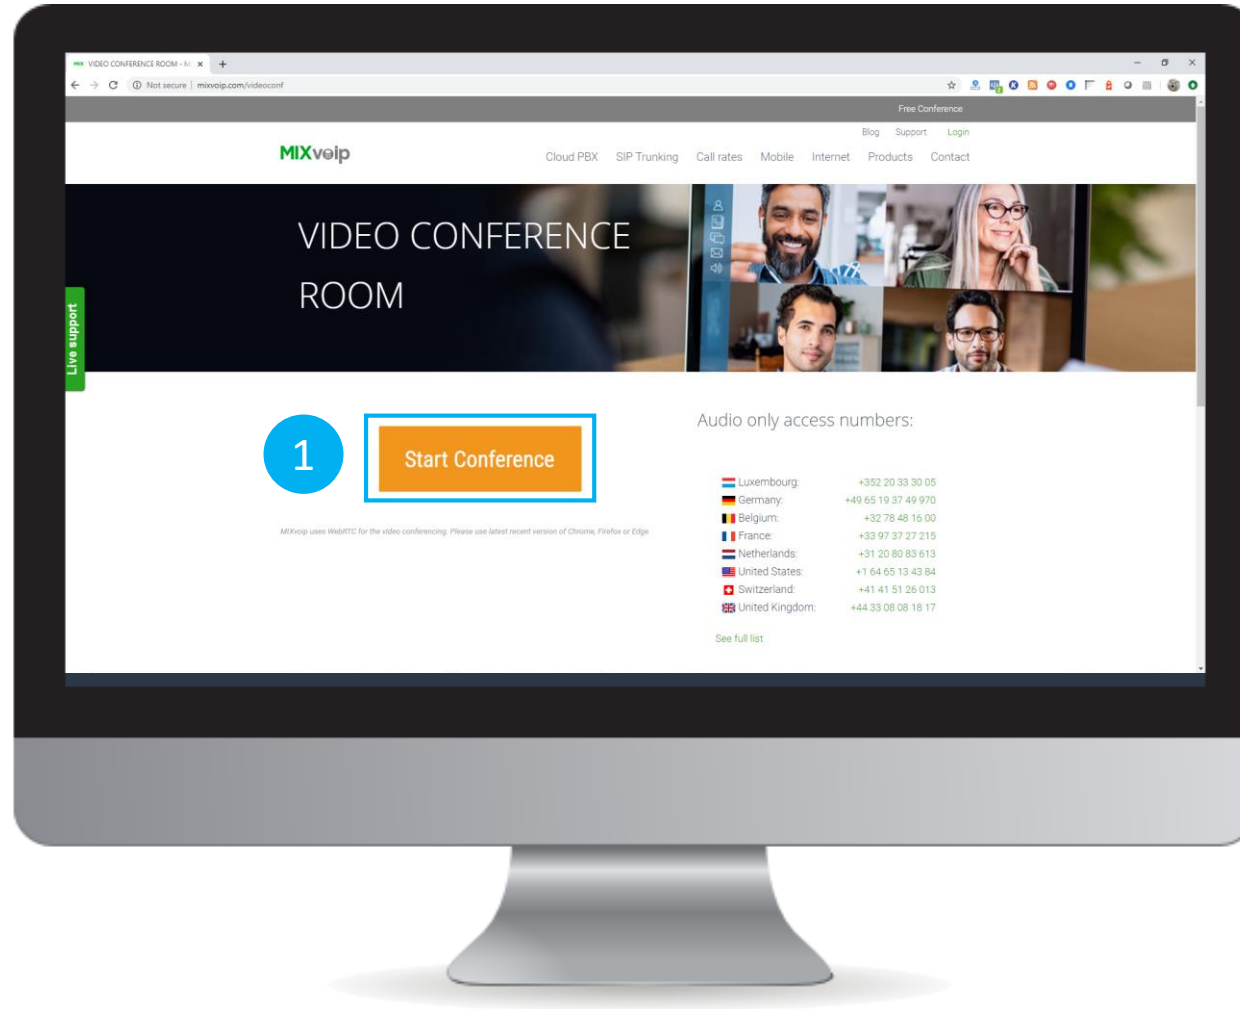 VIDEO CONFERENCE ROOM - M
Not secure | mixvoip.com/videoconf
Free Conference
Blog Support Login
MIXvoip
Cloud PBX SIP Trunking Call rates Mobile Internet Products Contact
VIDEO CONFERENCE
ROOM
Live support
1
Start Conference
MIXvoip uses WebRTC for the video conferencing. Please use latest recent version of Chrome, Firefox or Edge
Audio only access numbers:
Luxembourg: +352 20 33 30 05
Germany: +49 65 19 37 49 970
Belgium: +32 78 48 16 00
France: +33 97 37 27 215
Netherlands: +31 20 80 83 613
United States: +1 64 65 13 43 84
Switzerland: +41 41 51 26 013
United Kingdom: +44 33 08 08 18 17
See full list